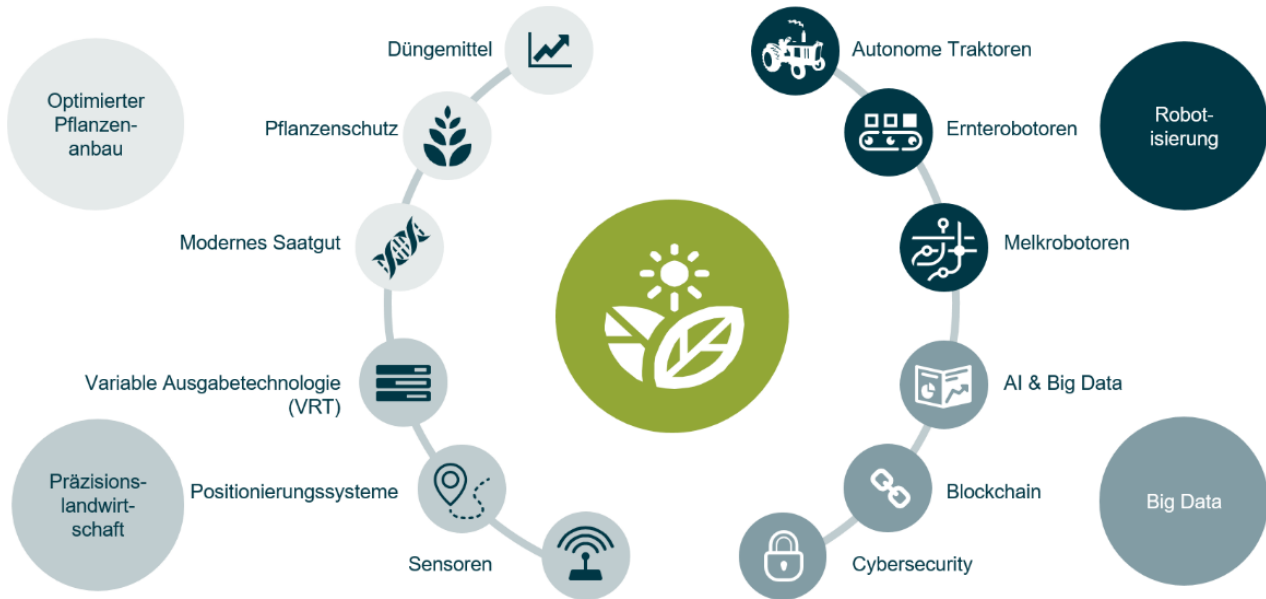 Optimierter
Pflanzen-
anbau
Düngemittel
Pflanzenschutz
Modernes Saatgut
Variable Ausgabetechnologie
(VRT)
Präzisions-
landwirt-
schaft
Positionierungssysteme
Sensoren
Autonome Traktoren
Ernterobotoren
Melkrobotoren
Robot-
isierung
AI & Big Data
Blockchain
Cybersecurity
Big Data